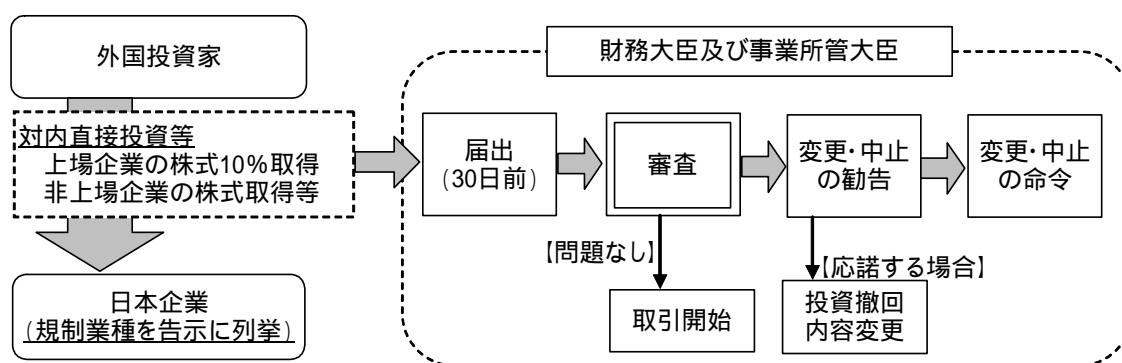 外国投資家
対内直接投資等
上場企業の株式10%取得
非上場企業の株式取得等
日本企業
(規制業種を告示に列挙)
財務大臣及び事業所管大臣
届出
(30日前)
審査
変更・中止
の勧告
変更・中止
の命令
【問題なし】
取引開始
【応諾する場合】
投資撤回
内容変更